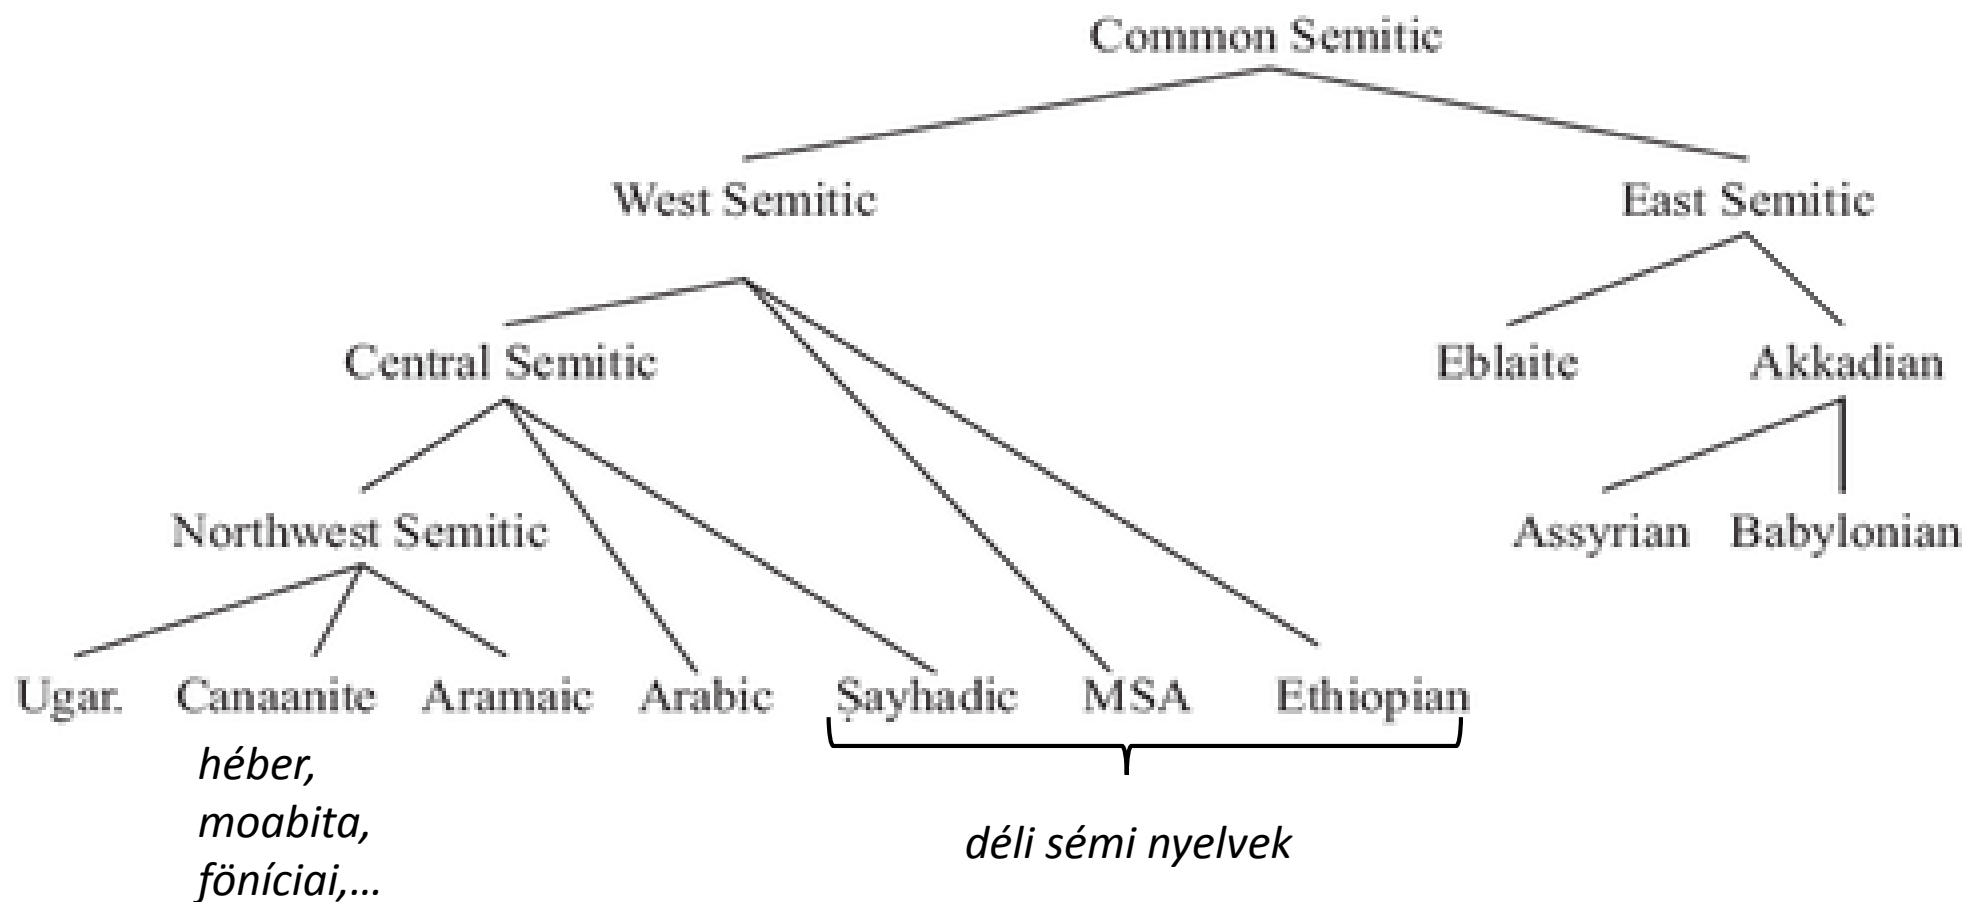 Common Semitic
West Semitic East Semitic
Central Semitic Eblaite Akkadian
Northwest Semitic Assyrian Babylonian
Ugar. Canaanite Aramaic Arabic Ṣayhadic MSA Ethiopian
héber,
moabita,
déli sémi nyelvek
föníciai,...